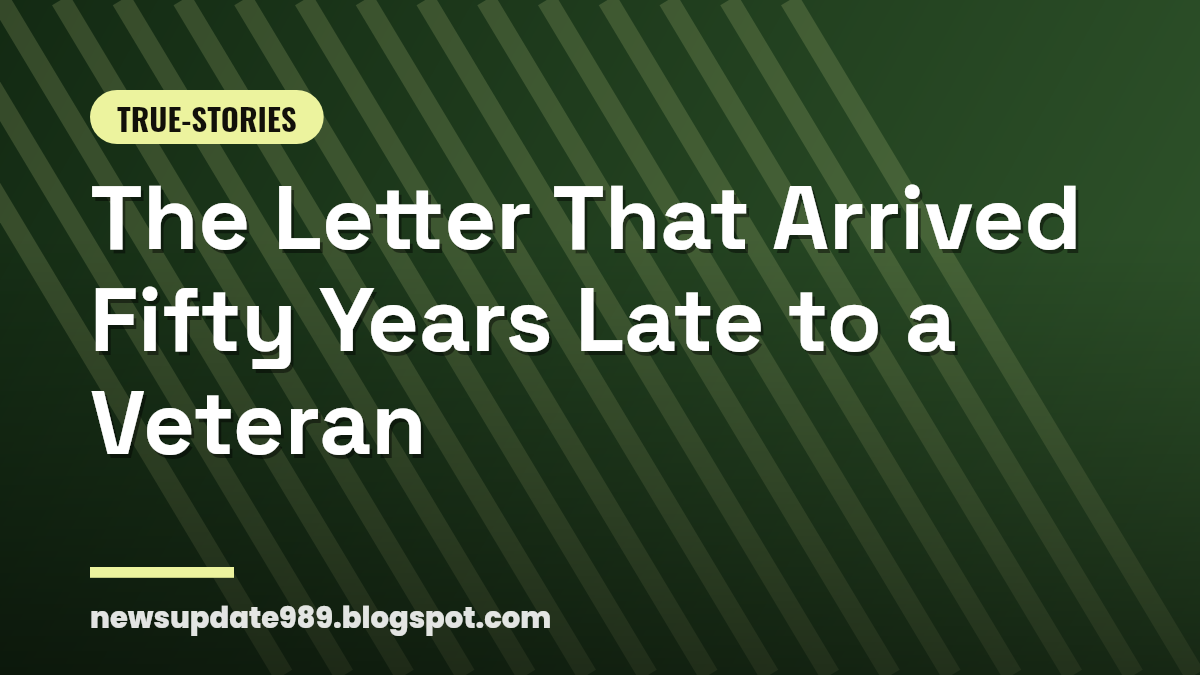 TRUE-STORIES
The Letter That Arrived
Fifty Years Late to a
Veteran
newsupdate989.blogspot.com